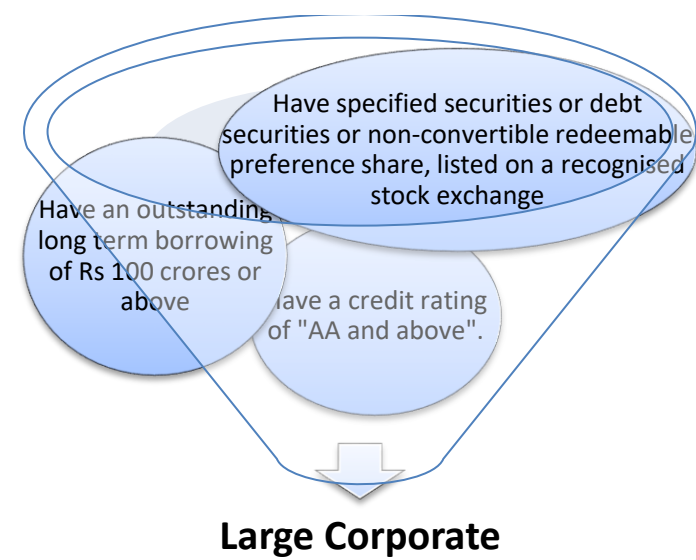 Have specified securities or debt
securities or non-convertible redeemable
preference share, listed on a recognised
stock exchange
Have an outstanding
long term borrowing
of Rs 100 crores or
above
ave a credit rating
of "AA and above".
Large Corporate